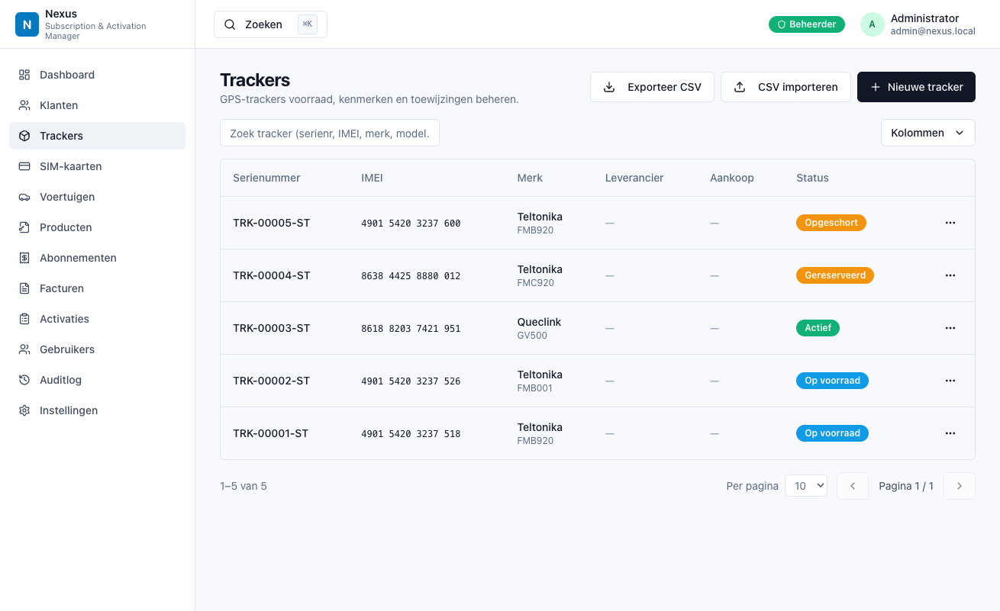 N
Nexus
Subscription & Activation
Manager
Zoeken ⌘K
Beheerder
A
Administrator
admin@nexus.local
Dashboard
Klanten
Trackers
SIM-kaarten
Voertuigen
Producten
Abonnementen
Facturen
Activaties
Gebruikers
Auditlog
Instellingen
Trackers
GPS-trackers voorraad, kenmerken en toewijzingen beheren.
Exporteer CSV
CSV importeren
Nieuwe tracker
Zoek tracker (serienr, IMEI, merk, model.
Kolommen
Serienummer IMEI Merk Leverancier Aankoop Status
TRK-00005-ST 4901 5420 3237 600 Teltonika — — Opgeschort
FMB920
TRK-00004-ST 8638 4425 8880 012 Teltonika — — Gereserveerd
FMC920
TRK-00003-ST 8618 8203 7421 951 Queclink — — Actief
GV500
TRK-00002-ST 4901 5420 3237 526 Teltonika — — Op voorraad
FMB001
TRK-00001-ST 4901 5420 3237 518 Teltonika — — Op voorraad
FMB920
1–5 van 5
Per pagina 10 Pagina 1 / 1